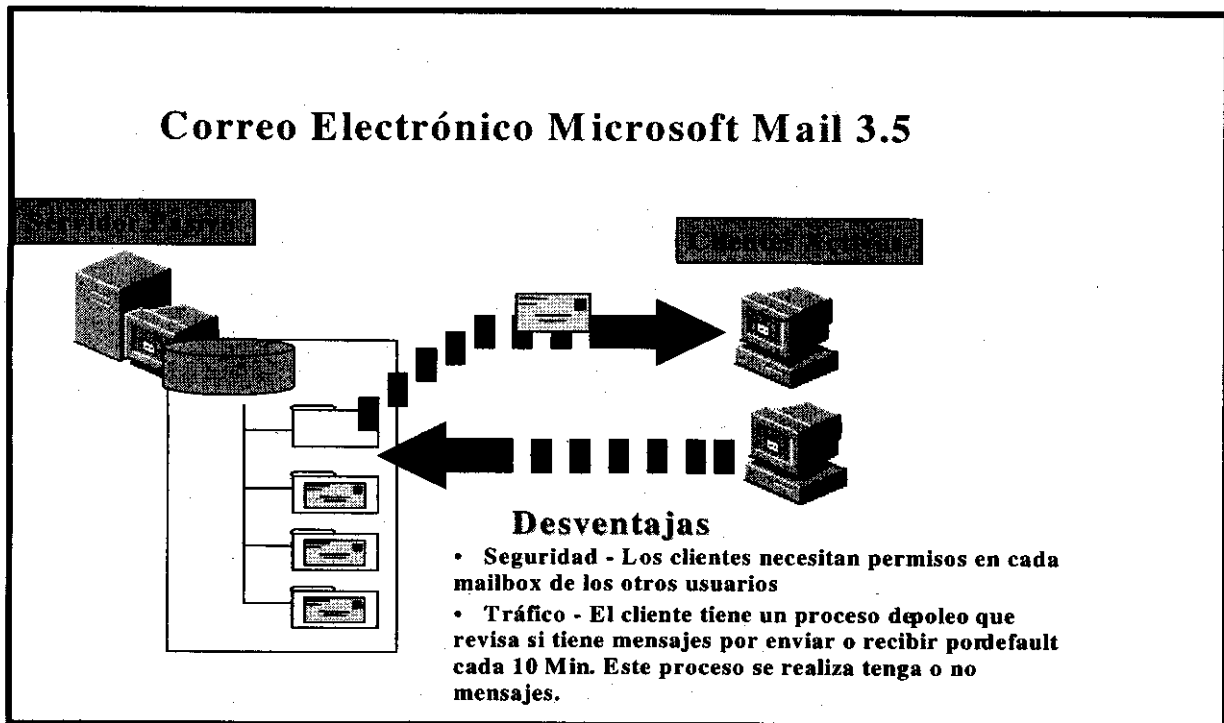 Correo Electrónico Microsoft Mail 3.5
Servidor
Desventajas
• Seguridad - Los clientes necesitan permisos en cada
mailbox de los otros usuarios
• Tráfico - El cliente tiene un proceso depoleo que
revisa si tiene mensajes por enviar o recibir pordefault
cada 10 Min. Este proceso se realiza tenga o no
mensajes.